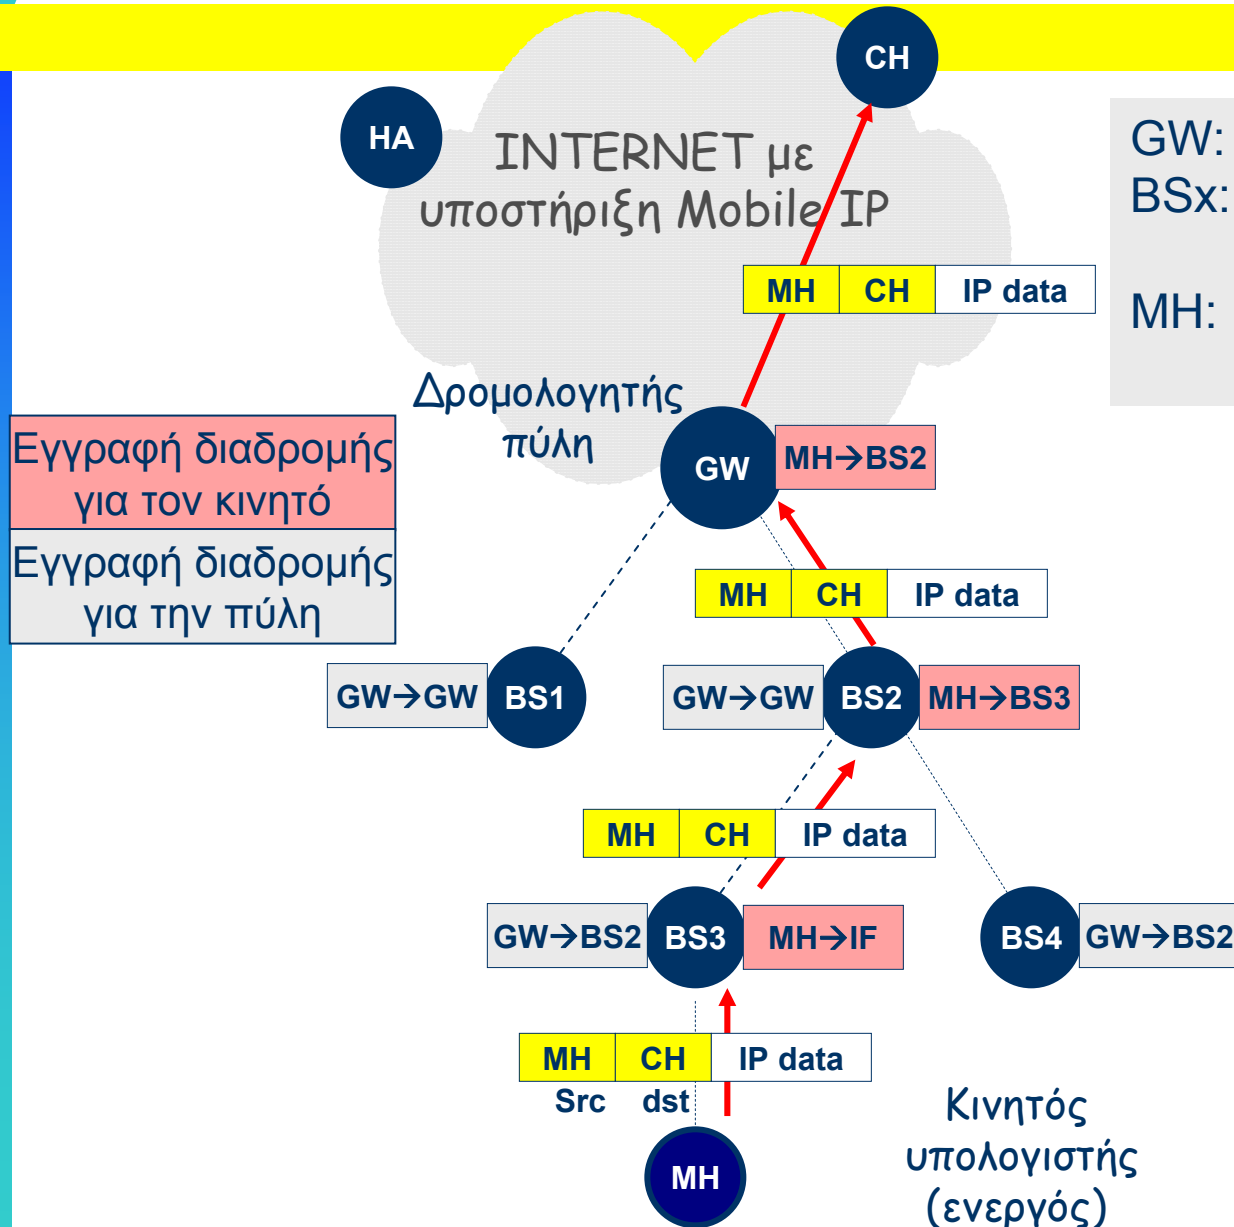 CH
HA
INTERNET με
υποστήριξη Mobile IP
GW:
BSx:
MH:
MH CH IP data
Δρομολογητής
πύλη
GW
MH→BS2
Εγγραφή διαδρομής
για τον κινητό
Εγγραφή διαδρομής
για την πύλη
MH CH IP data
GW→GW
BS1
GW→GW
BS2
MH→BS3
MH CH IP data
GW→BS2
BS3
MH→IF
BS4
GW→BS2
MH CH IP data
Src dst
MH
Κινητός
υπολογιστής
(ενεργός)